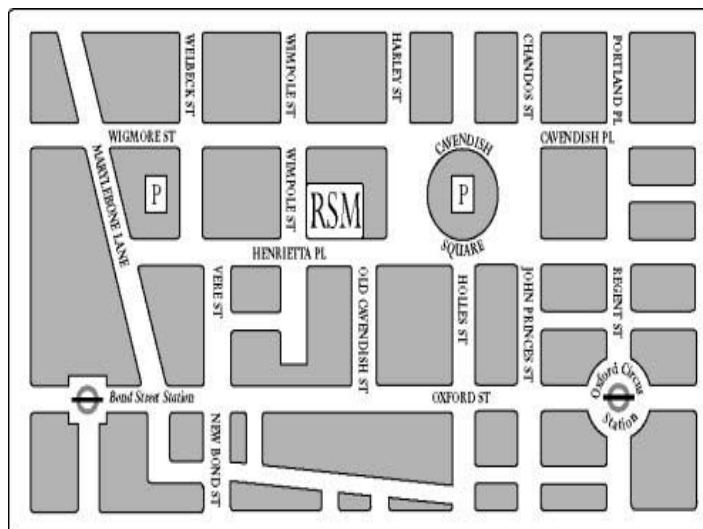 WELBECK ST
WIMPOLE ST
HARLEY ST
CHANDOS ST
PORTLAND PL
WIGMORE ST
CAVENDISH
CAVENDISH PL
MARYLEBONE LANE
P
WIMPOLE ST
RSM
P
SQUARE
HENRIETTA PL
VERE ST
OLD CAVENDISH ST
HOLLES ST
JOHN PRINCES ST
REGENT ST
Oxford Circus
Station
Bond Street Station
OXFORD ST
NEW BOND ST